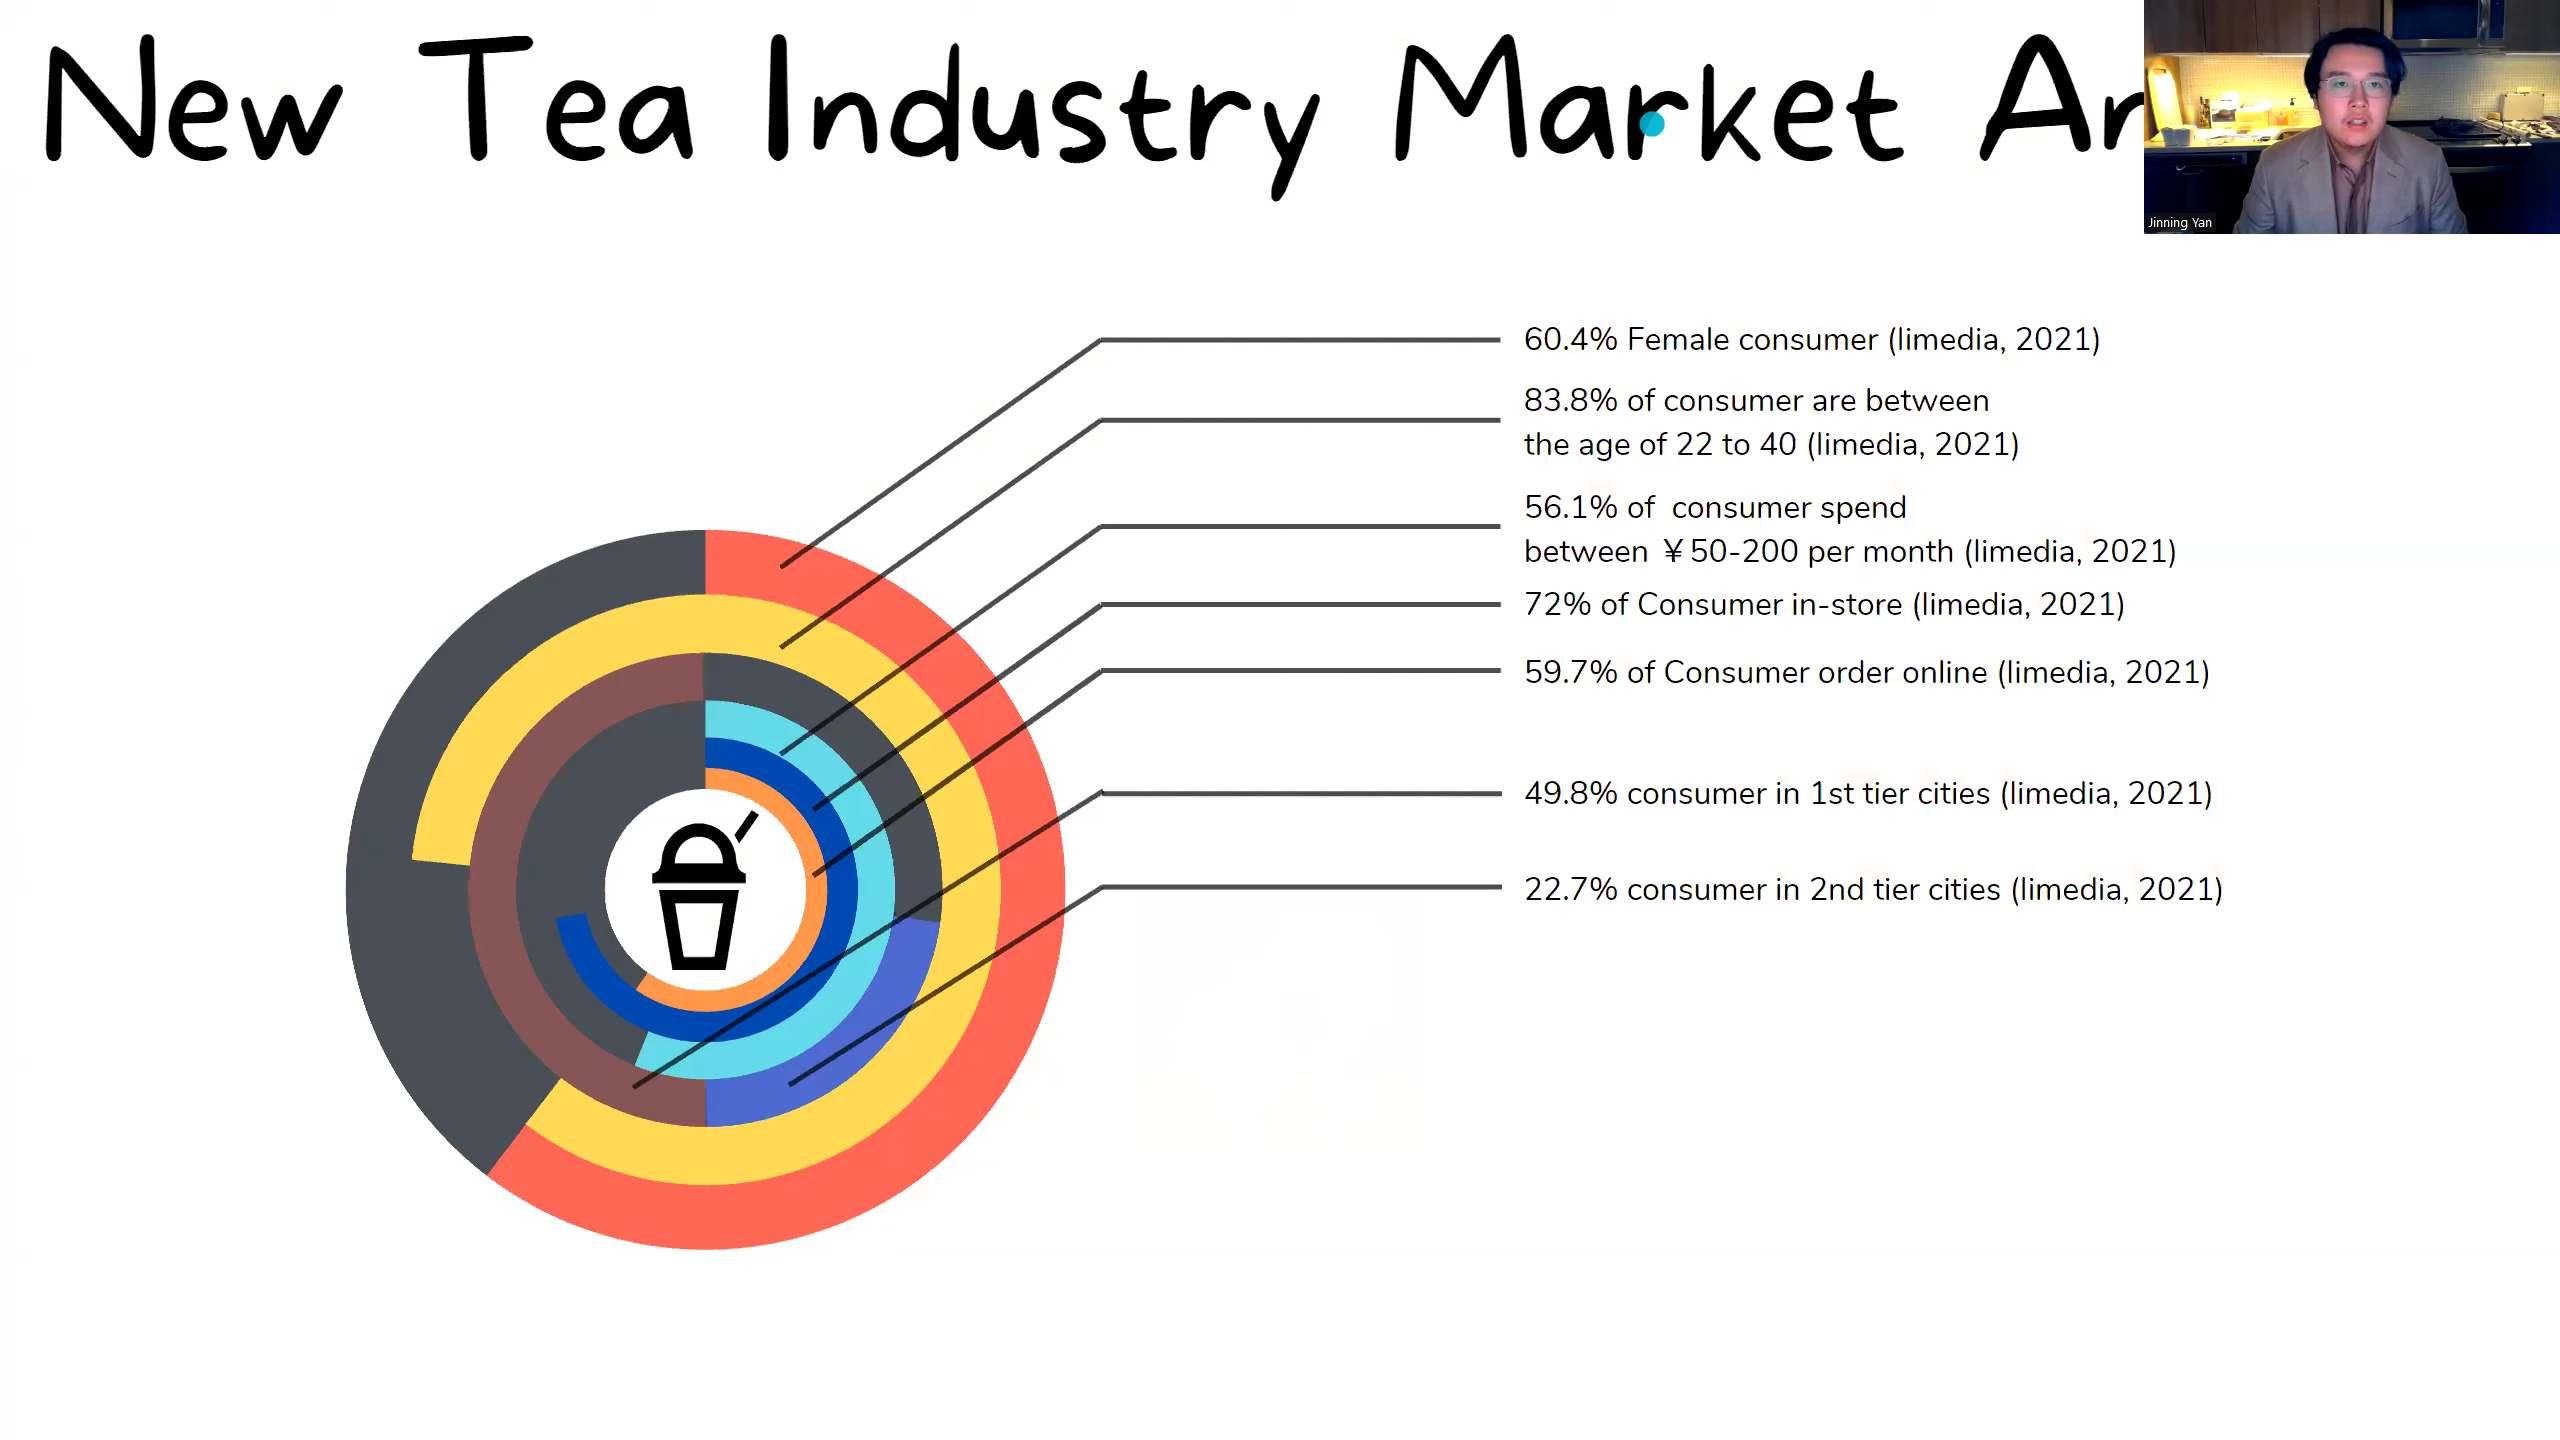 New Tea Industry Market An
Jinning Yan
60.4% Female consumer (limedia, 2021)
83.8% of consumer are between
the age of 22 to 40 (limedia, 2021)
56.1% of  consumer spend
between ￥50-200 per month (limedia, 2021)
72% of Consumer in-store (limedia, 2021)
59.7% of Consumer order online (limedia, 2021)
49.8% consumer in 1st tier cities (limedia, 2021)
22.7% consumer in 2nd tier cities (limedia, 2021)